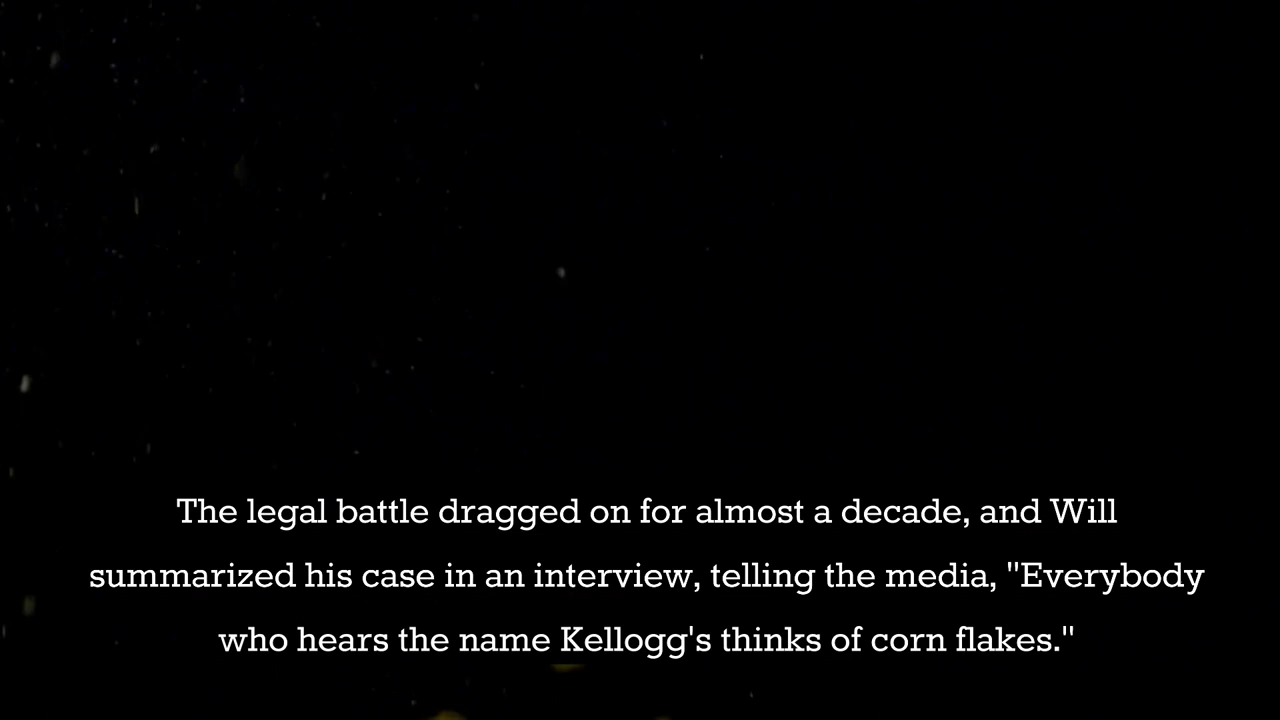 The legal battle dragged on for almost a decade, and Will
summarized his case in an interview, telling the media, "Everybody
who hears the name Kellogg's thinks of corn flakes."